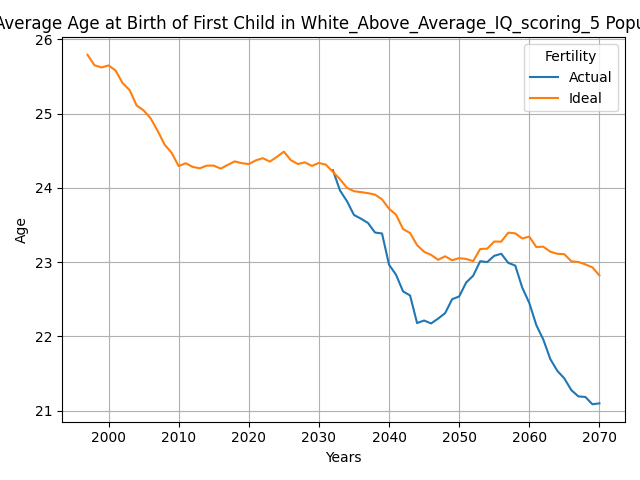 Average Age at Birth of First Child in White_Above_Average_IQ_scoring_5 Popu
26
25
24
23
22
21
Age
Fertility
Actual
Ideal
2000 2010 2020 2030 2040 2050 2060 2070
Years